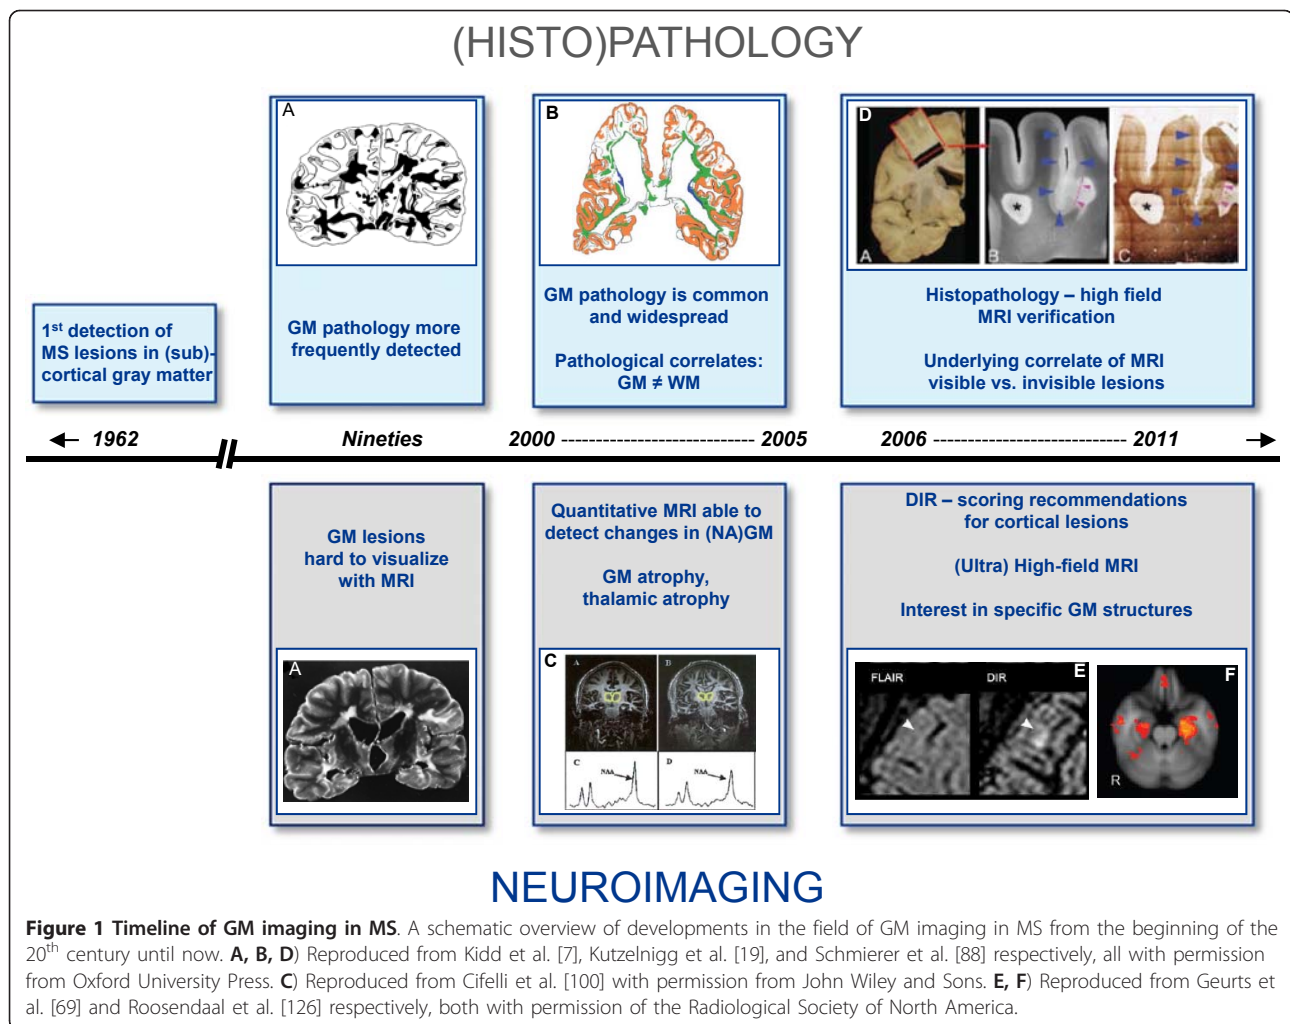 (HISTO)PATHOLOGY
A
B
D
A
B
C
1st detection of
MS lesions in (sub)-
cortical gray matter
GM pathology more
frequently detected
GM pathology is common
and widespread
Pathological correlates:
GM ≠ WM
Histopathology – high field
MRI verification
Underlying correlate of MRI
visible vs. invisible lesions
1962
Nineties
2000 ---------------------------- 2005
2006 ---------------------------- 2011
GM lesions
hard to visualize
with MRI
A
Quantitative MRI able to
detect changes in (NA)GM
GM atrophy,
thalamic atrophy
C
A
B
C
NAA
D
NAA
DIR – scoring recommendations
for cortical lesions
(Ultra) High-field MRI
Interest in specific GM structures
FLAIR
DIR
E
F
R
NEUROIMAGING
Figure 1 Timeline of GM imaging in MS. A schematic overview of developments in the field of GM imaging in MS from the beginning of the
20th century until now. A, B, D) Reproduced from Kidd et al. [7], Kutzelnigg et al. [19], and Schmierer et al. [88] respectively, all with permission
from Oxford University Press. C) Reproduced from Cifelli et al. [100] with permission from John Wiley and Sons. E, F) Reproduced from Geurts et
al. [69] and Roosendaal et al. [126] respectively, both with permission of the Radiological Society of North America.